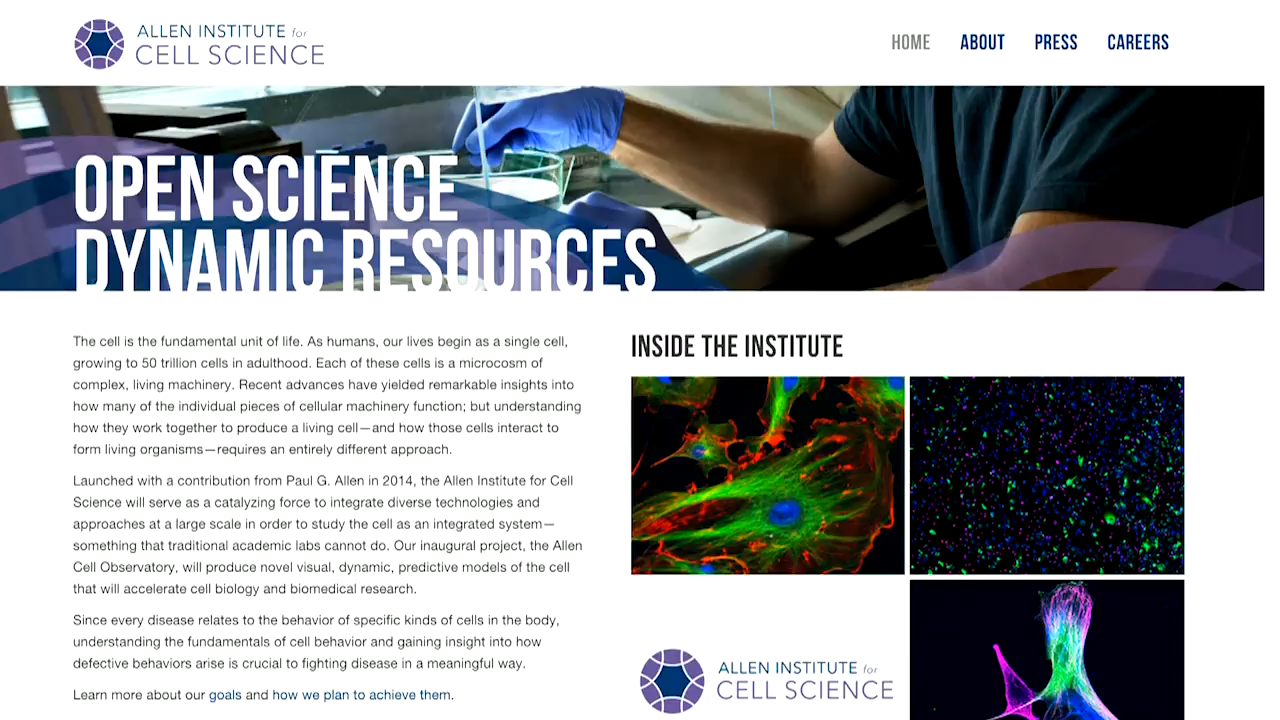 ALLEN INSTITUTE for
CELL SCIENCE
HOME ABOUT PRESS CAREERS
OPEN SCIENCE
DYNAMIC RESOURCES
The cell is the fundamental unit of life. As humans, our lives begin as a single cell,
growing to 50 trillion cells in adulthood. Each of these cells is a microcosm of
complex, living machinery. Recent advances have yielded remarkable insights into
how many of the individual pieces of cellular machinery function; but understanding
how they work together to produce a living cell—and how those cells interact to
form living organisms—requires an entirely different approach.
Launched with a contribution from Paul G. Allen in 2014, the Allen Institute for Cell
Science will serve as a catalyzing force to integrate diverse technologies and
approaches at a large scale in order to study the cell as an integrated system—
something that traditional academic labs cannot do. Our inaugural project, the Allen
Cell Observatory, will produce novel visual, dynamic, predictive models of the cell
that will accelerate cell biology and biomedical research.
Since every disease relates to the behavior of specific kinds of cells in the body,
understanding the fundamentals of cell behavior and gaining insight into how
defective behaviors arise is crucial to fighting disease in a meaningful way.
Learn more about our goals and how we plan to achieve them.
INSIDE THE INSTITUTE
ALLEN INSTITUTE for
CELL SCIENCE